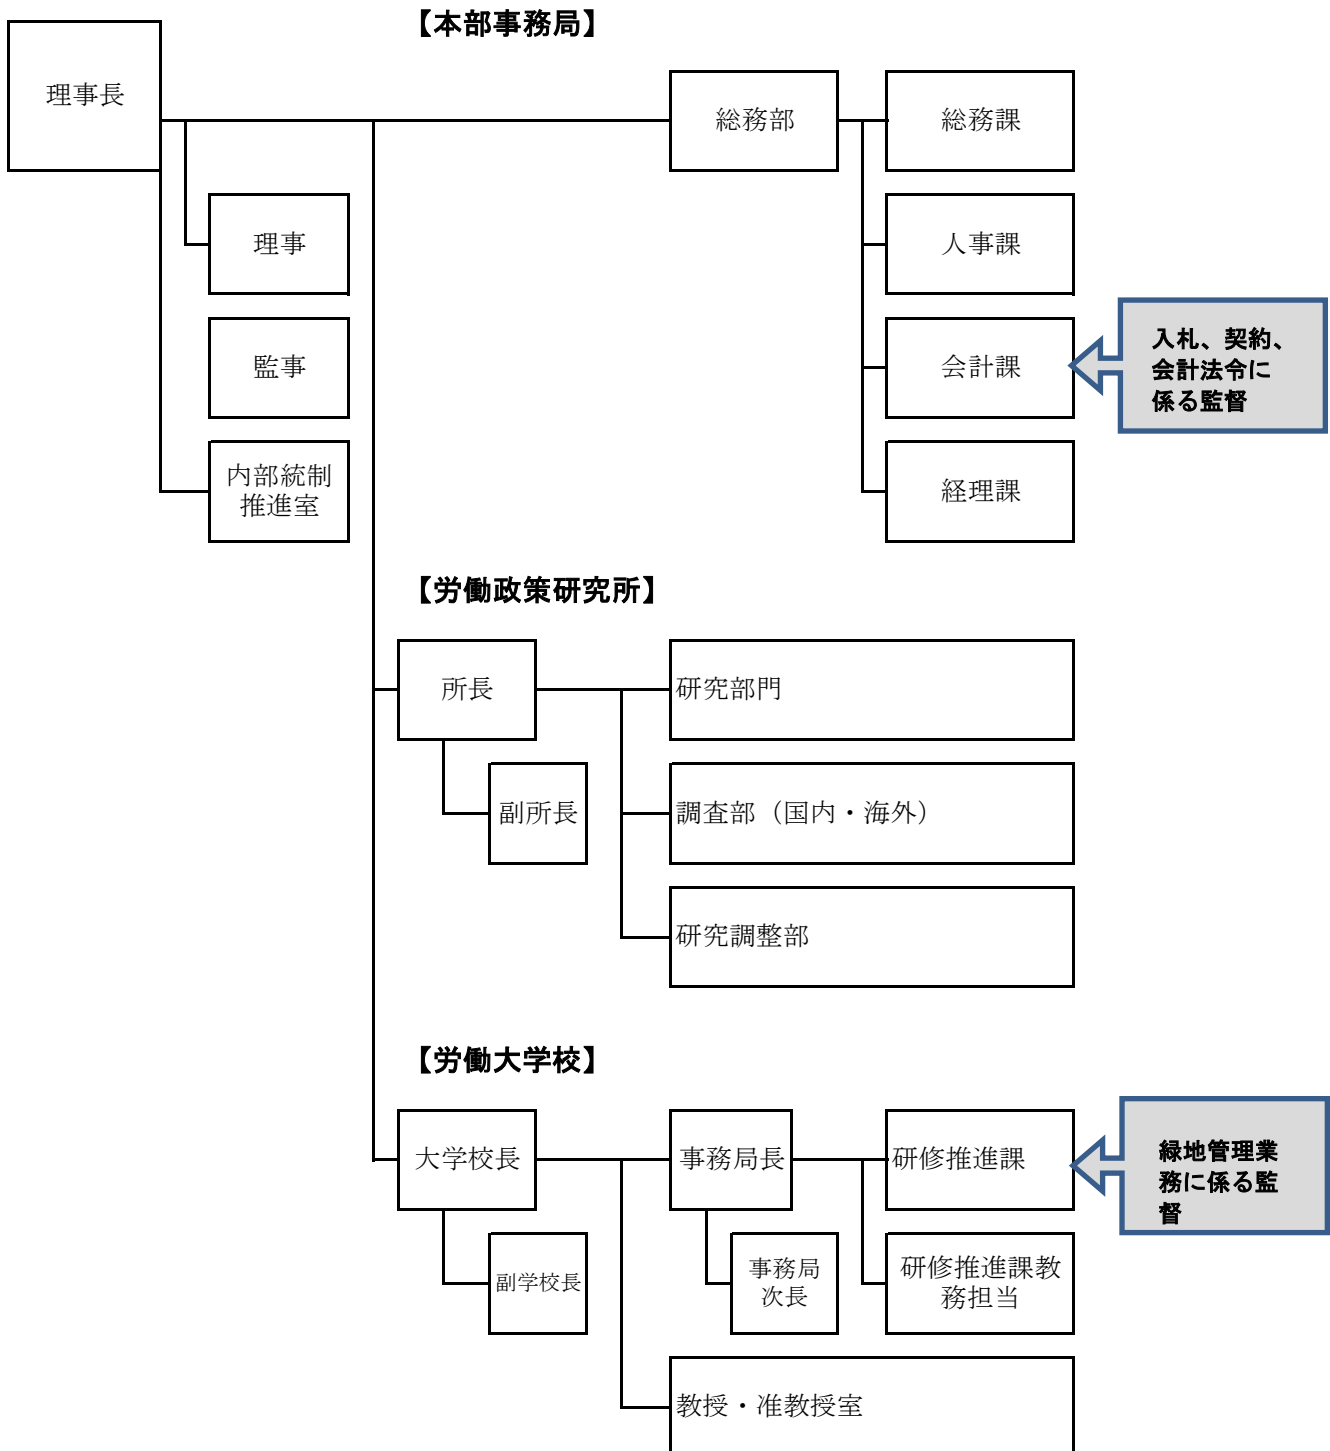 【本部事務局】
理事長
総務部
総務課
理事
人事課
監事
会計課
入札、契約、
会計法令に
係る監督
内部統制
推進室
経理課
【労働政策研究所】
所長
研究部門
副所長
調査部（国内・海外）
研究調整部
【労働大学校】
大学校長
事務局長
研修推進課
緑地管理業
務に係る監
督
副学校長
事務局
次長
研修推進課教
務担当
教授・准教授室